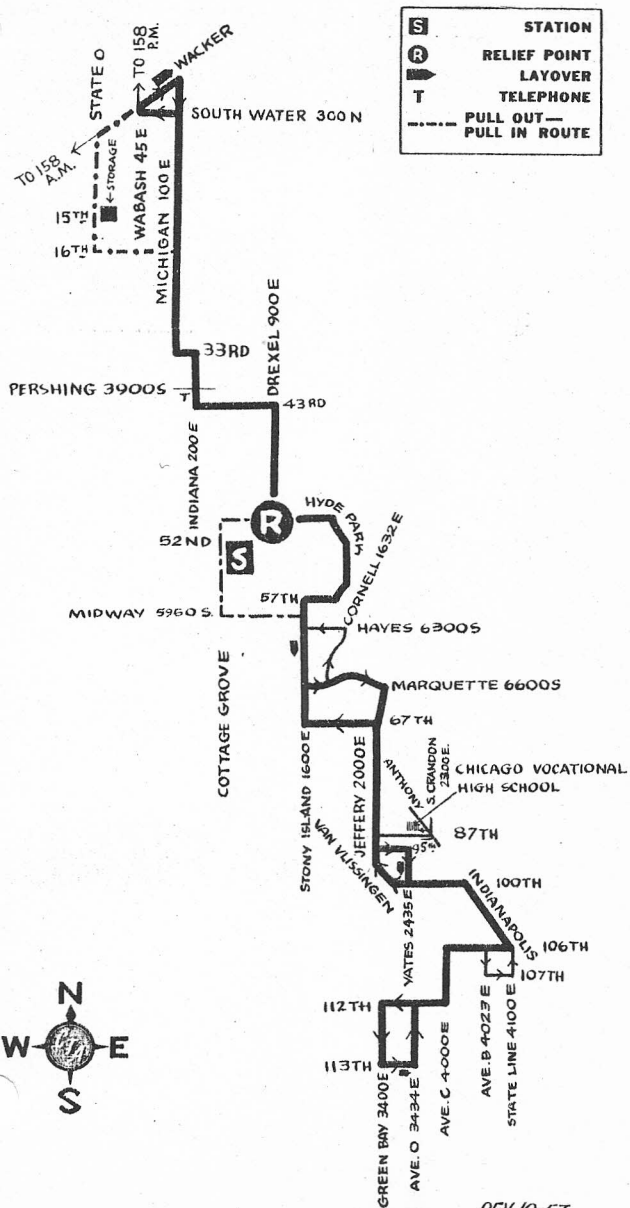 S STATION
R RELIEF POINT
LAYOVER
T TELEPHONE
PULL OUT—
PULL IN ROUTE
TO 158
P.M.
WACKER
STATE 0
SOUTH WATER 300 N
TO 158
A.M.
←STORAGE
WABASH 45 E
MICHIGAN 100 E
15TH
16TH
33RD
DREXEL 900 E
PERSHING 3900 S
T
43RD
INDIANA 200 E
R
HYDE PARK
52ND
S
CORNELL 1632 E
57TH
MIDWAY 5960 S.
HAYES 6300 S
COTTAGE GROVE
MARQUETTE 6600 S
67TH
STONY ISLAND 1600 E
JEFFERY 2000 E
ANTHONY
S. CRANDON
2300 E.
CHICAGO VOCATIONAL
HIGH SCHOOL
87TH
95TH
VAN VLISSINGEN
100TH
INDIANAPOLIS
YATES 2435 E
106TH
107TH
112TH
113TH
GREEN BAY 3400 E
AVE. O 3434 E
AVE. C 4000 E
AVE. B 4023 E
STATE LINE 4100 E
N
W E
S